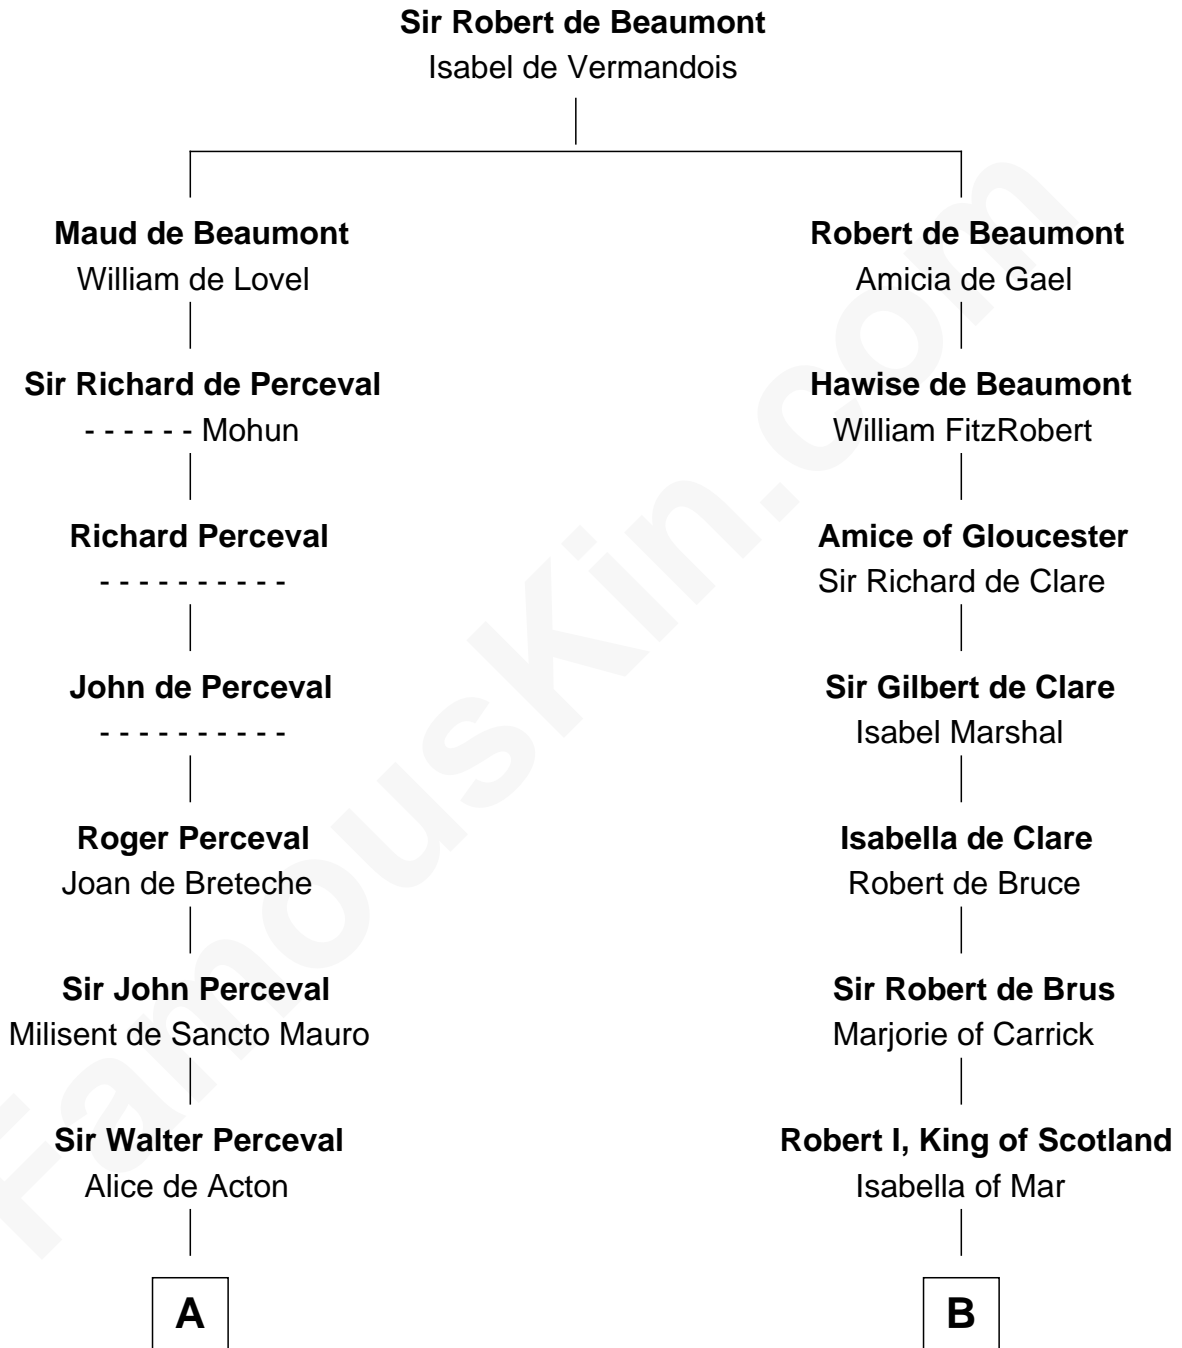 Sir Robert de Beaumont
Isabel de Vermandois
Maud de Beaumont
William de Lovel
Robert de Beaumont
Amicia de Gael
Sir Richard de Perceval
- - - - - - Mohun
Hawise de Beaumont
William FitzRobert
Richard Perceval
- - - - - - - - - -
Amice of Gloucester
Sir Richard de Clare
John de Perceval
- - - - - - - - - -
Sir Gilbert de Clare
Isabel Marshal
Roger Perceval
Joan de Breteche
Isabella de Clare
Robert de Bruce
Sir John Perceval
Milisent de Sancto Mauro
Sir Robert de Brus
Marjorie of Carrick
Sir Walter Perceval
Alice de Acton
Robert I, King of Scotland
Isabella of Mar
A
B
FamousKin.com